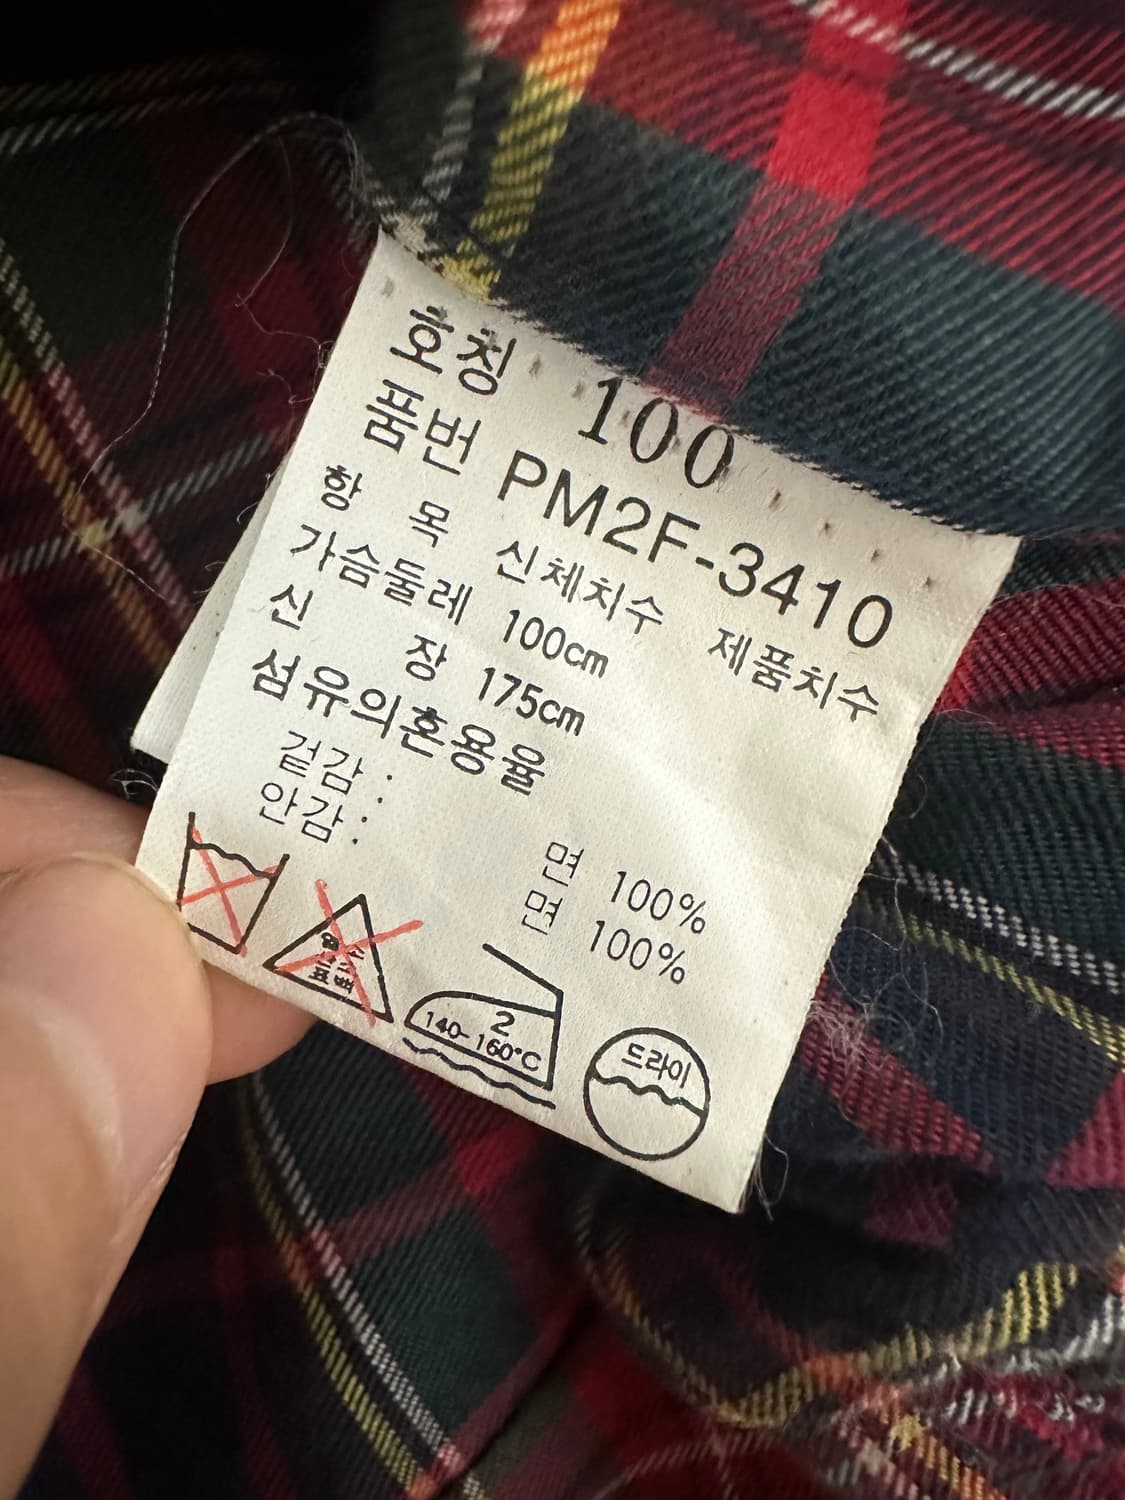 호칭 100
품번 PM2F-3410
항 목 신체치수 제품치수
가슴둘레 100cm
신 장 175cm
섬유의혼용율
겉감: 면 100%
안감: 면 100%
2
140-160°C
드라이